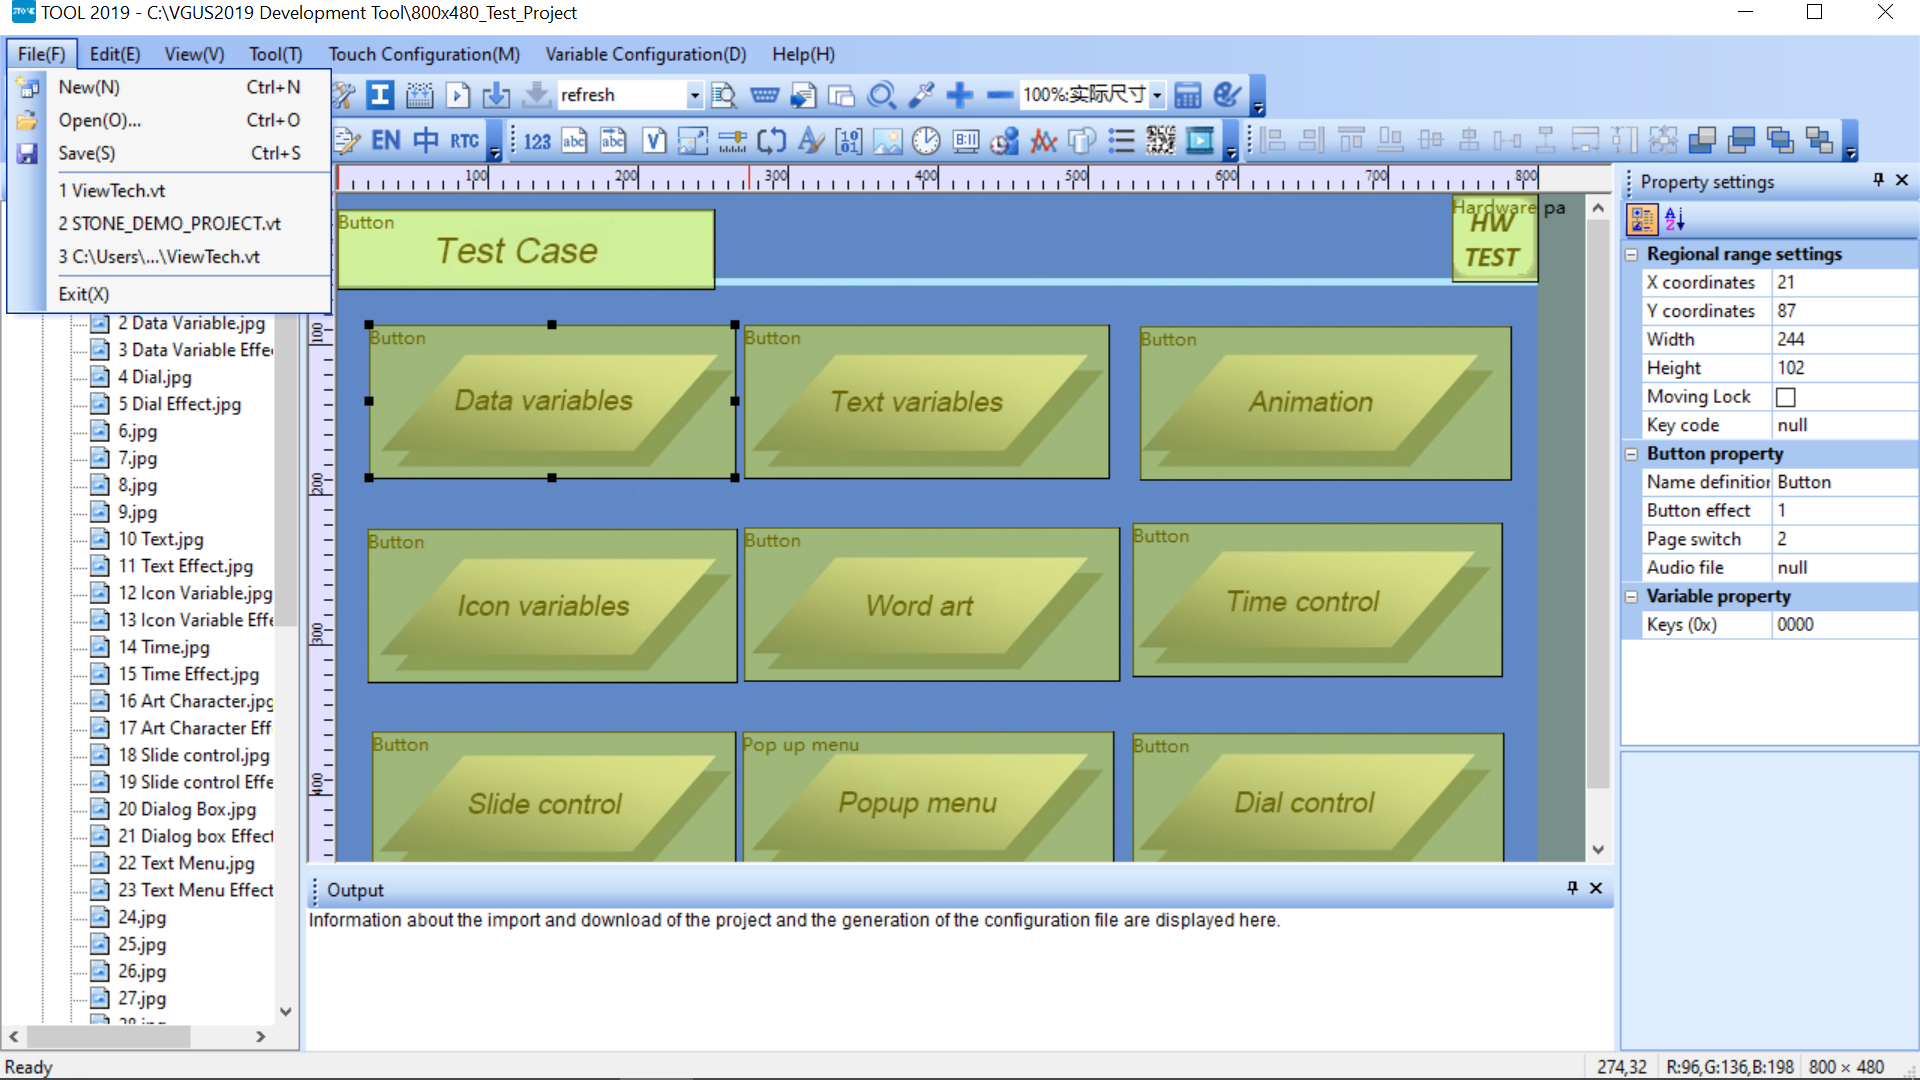 TOOL 2019 - C:\VGUS2019 Development Tool\800x480_Test_Project
File(F) Edit(E) View(V) Tool(T) Touch Configuration(M) Variable Configuration(D) Help(H)
New(N) Ctrl+N
Open(O)... Ctrl+O
Save(S) Ctrl+S
1 ViewTech.vt
2 STONE_DEMO_PROJECT.vt
3 C:\Users\...\ViewTech.vt
Exit(X)
refresh
100%:实际尺寸
EN 中 RTC 123 abc abc V
100 200 300 400 500 600 700 800
100
200
300
400
2 Data Variable.jpg
3 Data Variable Effe
4 Dial.jpg
5 Dial Effect.jpg
6.jpg
7.jpg
8.jpg
9.jpg
10 Text.jpg
11 Text Effect.jpg
12 Icon Variable.jpg
13 Icon Variable Effe
14 Time.jpg
15 Time Effect.jpg
16 Art Character.jpg
17 Art Character Eff
18 Slide control.jpg
19 Slide control Effe
20 Dialog Box.jpg
21 Dialog box Effect
22 Text Menu.jpg
23 Text Menu Effect
24.jpg
25.jpg
26.jpg
27.jpg
Button
Test Case
Hardware pa
HW
TEST
Button
Data variables
Button
Text variables
Button
Animation
Button
Icon variables
Button
Word art
Button
Time control
Button
Slide control
Pop up menu
Popup menu
Button
Dial control
Output
Information about the import and download of the project and the generation of the configuration file are displayed here.
Property settings
Regional range settings
X coordinates 21
Y coordinates 87
Width 244
Height 102
Moving Lock
Key code null
Button property
Name definition Button
Button effect 1
Page switch 2
Audio file null
Variable property
Keys (0x) 0000
Ready
274,32 R:96,G:136,B:198 800 × 480